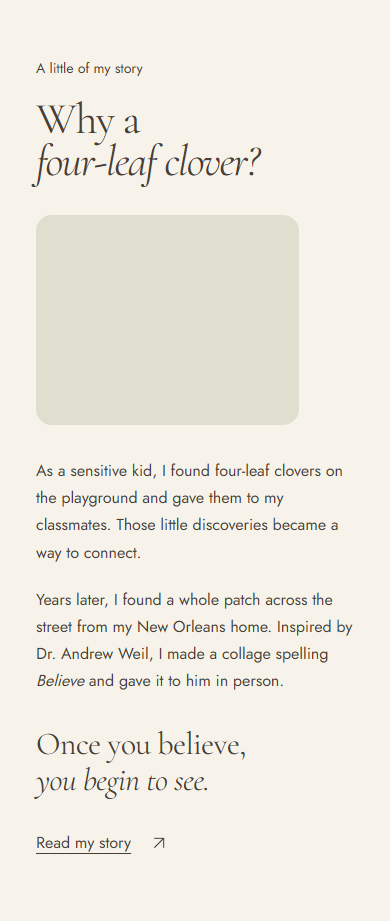 A little of my story
Why a
four-leaf clover?
As a sensitive kid, I found four-leaf clovers on
the playground and gave them to my
classmates. Those little discoveries became a
way to connect.
Years later, I found a whole patch across the
street from my New Orleans home. Inspired by
Dr. Andrew Weil, I made a collage spelling
Believe and gave it to him in person.
Once you believe,
you begin to see.
Read my story